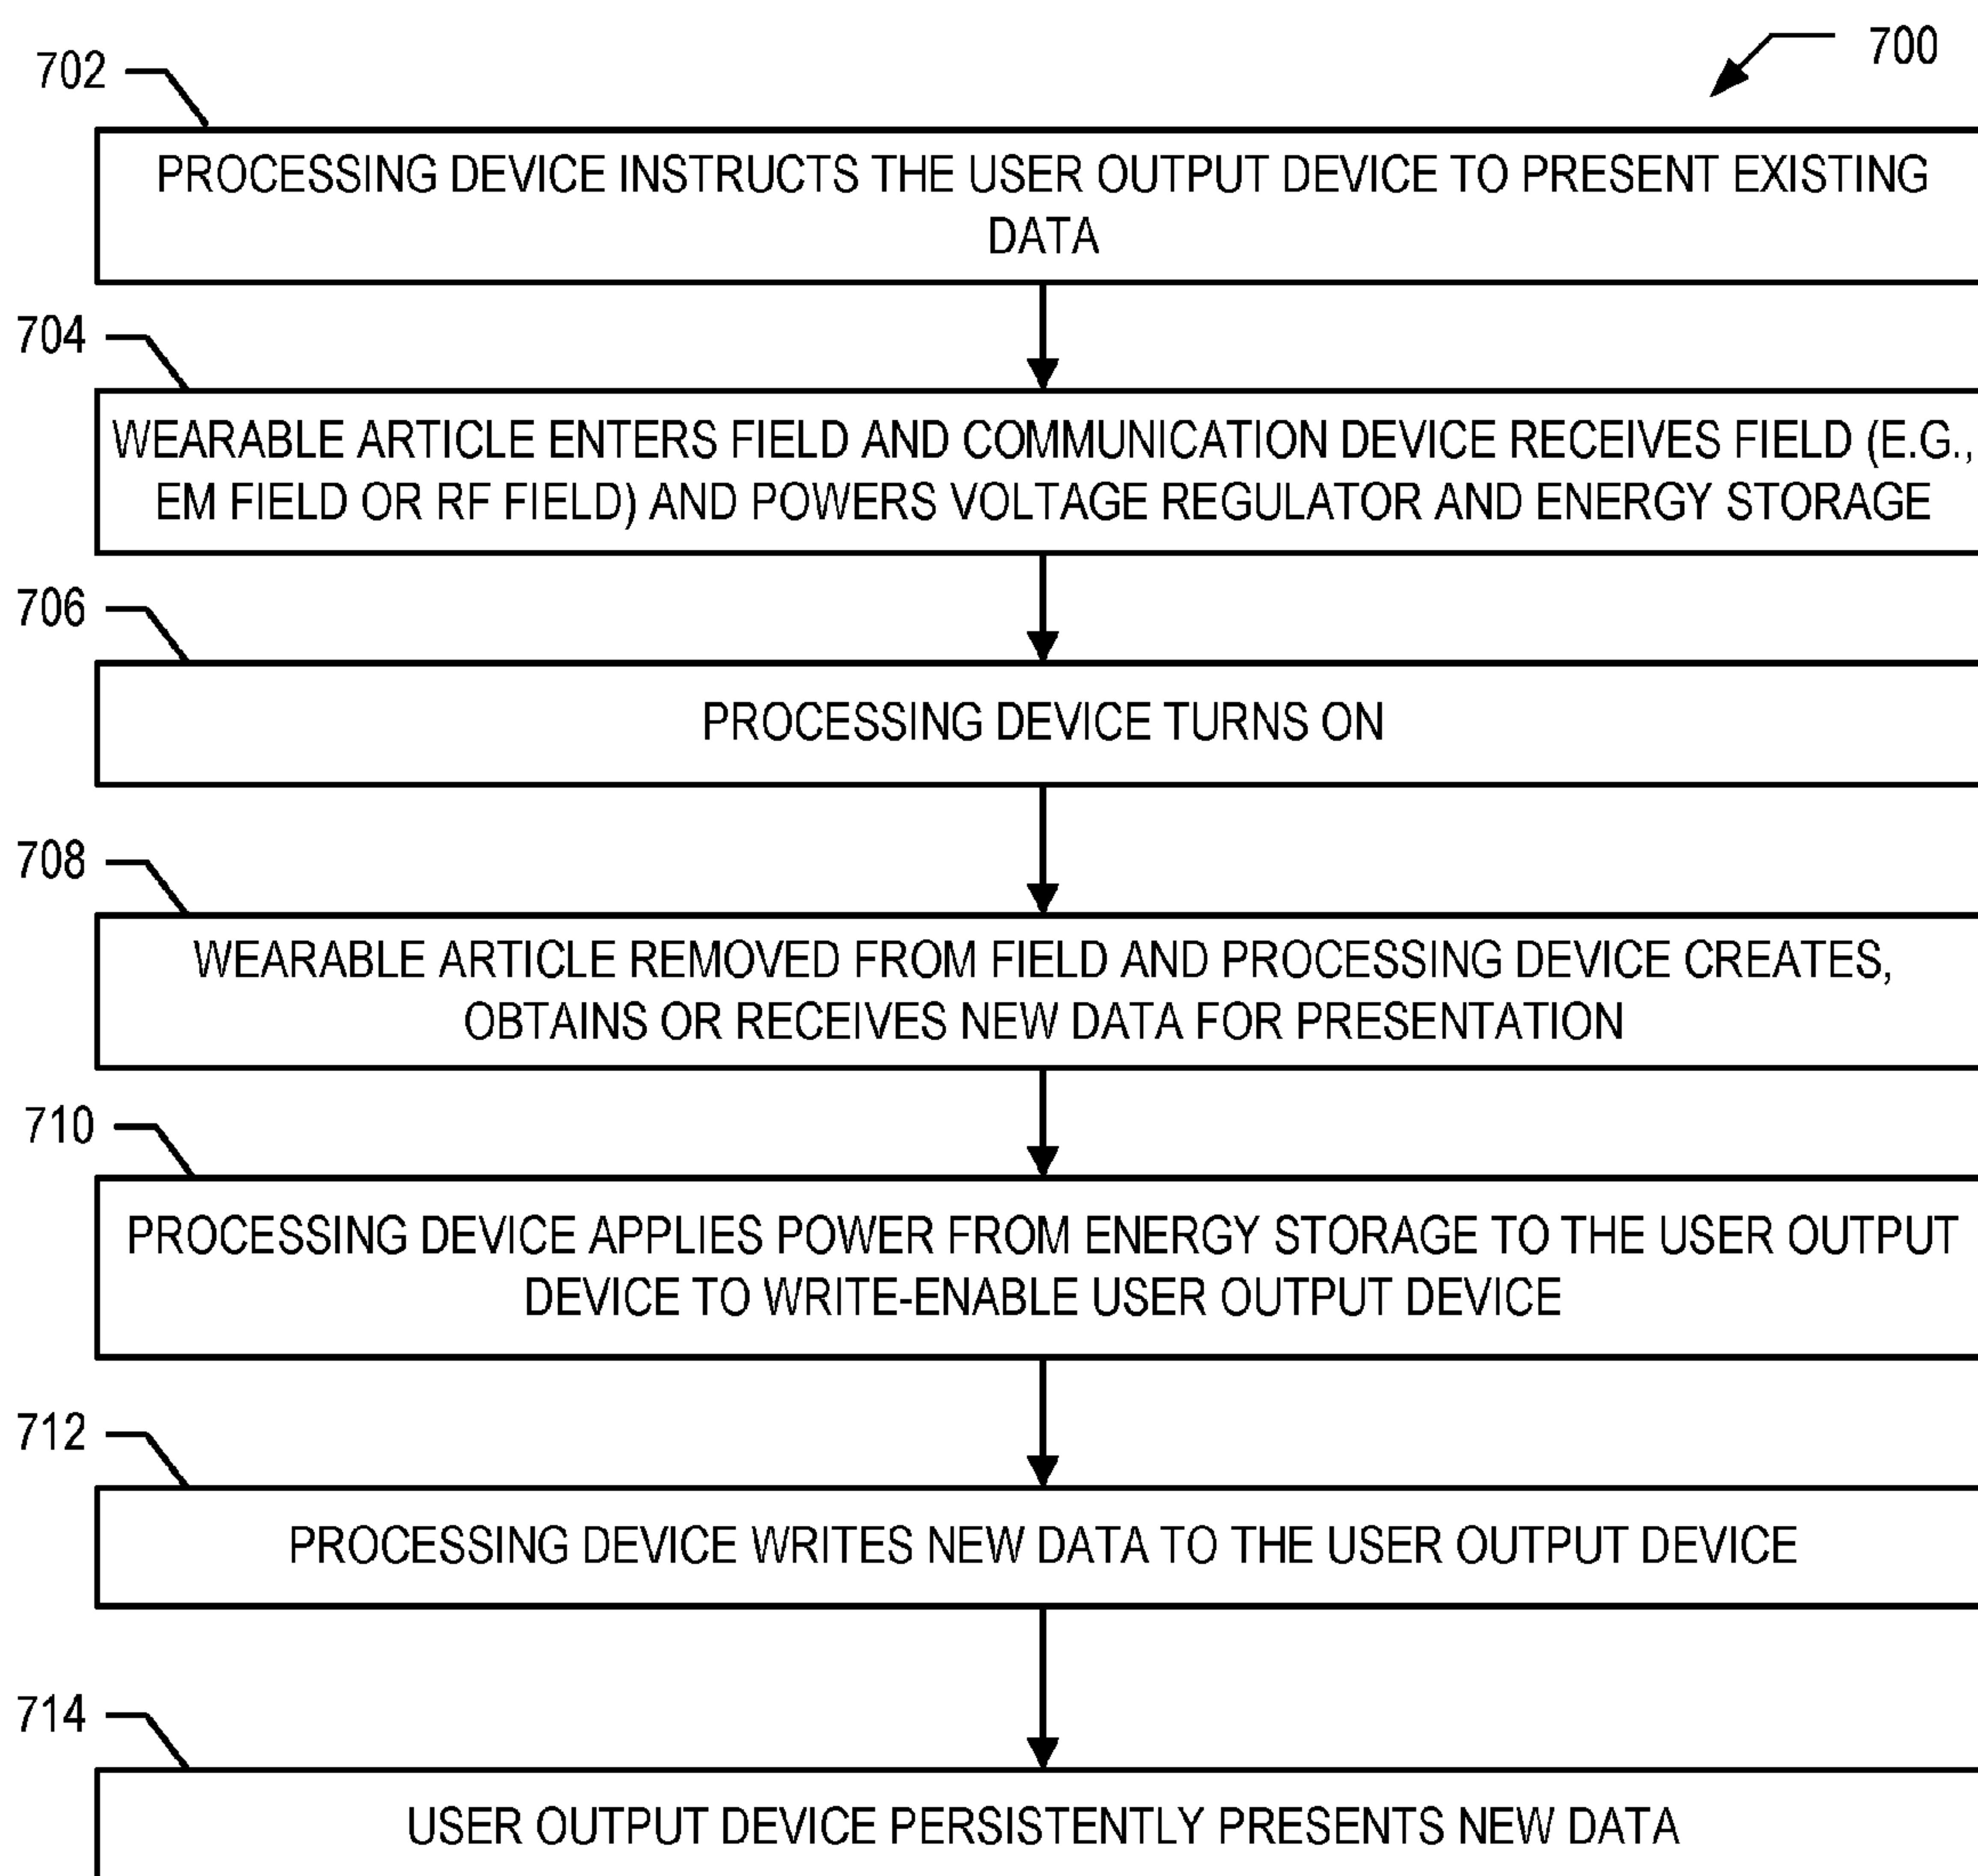 700
702
PROCESSING DEVICE INSTRUCTS THE USER OUTPUT DEVICE TO PRESENT EXISTING
DATA
704
WEARABLE ARTICLE ENTERS FIELD AND COMMUNICATION DEVICE RECEIVES FIELD (E.G.,
EM FIELD OR RF FIELD) AND POWERS VOLTAGE REGULATOR AND ENERGY STORAGE
706
PROCESSING DEVICE TURNS ON
708
WEARABLE ARTICLE REMOVED FROM FIELD AND PROCESSING DEVICE CREATES,
OBTAINS OR RECEIVES NEW DATA FOR PRESENTATION
710
PROCESSING DEVICE APPLIES POWER FROM ENERGY STORAGE TO THE USER OUTPUT
DEVICE TO WRITE-ENABLE USER OUTPUT DEVICE
712
PROCESSING DEVICE WRITES NEW DATA TO THE USER OUTPUT DEVICE
714
USER OUTPUT DEVICE PERSISTENTLY PRESENTS NEW DATA